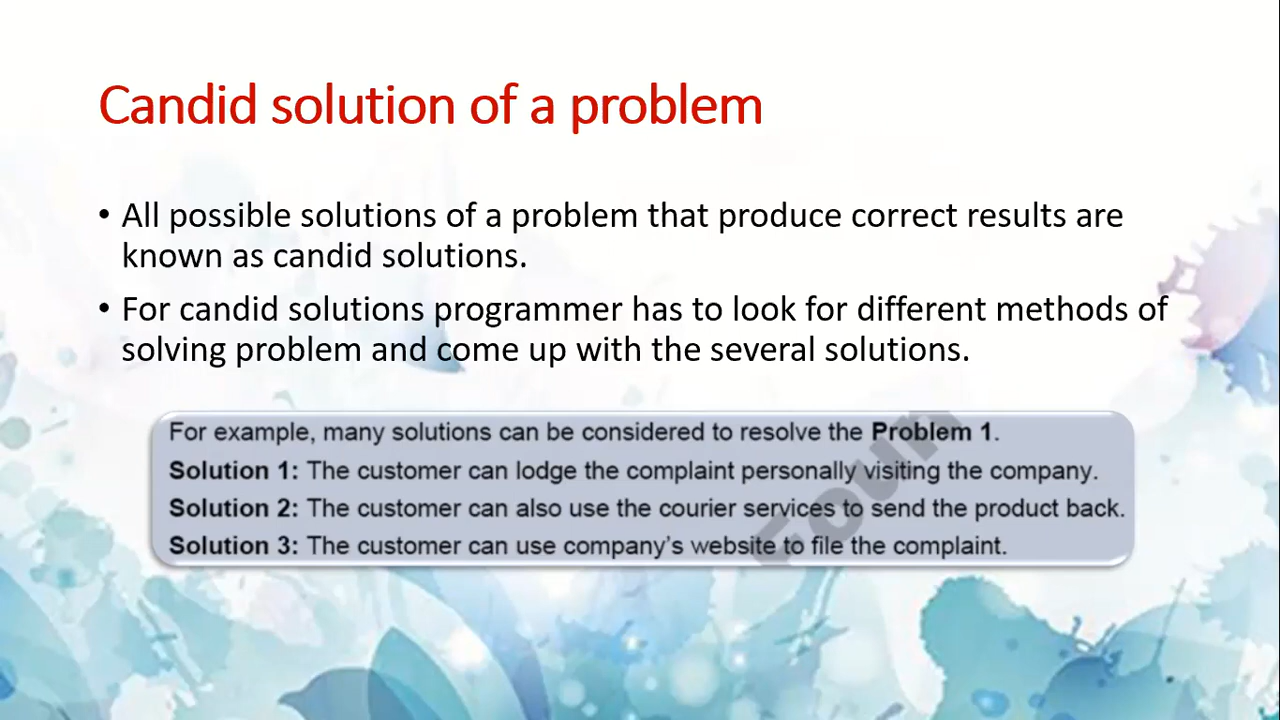 Candid solution of a problem
• All possible solutions of a problem that produce correct results are
known as candid solutions.
• For candid solutions programmer has to look for different methods of
solving problem and come up with the several solutions.
For example, many solutions can be considered to resolve the Problem 1.
Solution 1: The customer can lodge the complaint personally visiting the company.
Solution 2: The customer can also use the courier services to send the product back.
Solution 3: The customer can use company's website to file the complaint.
Foun